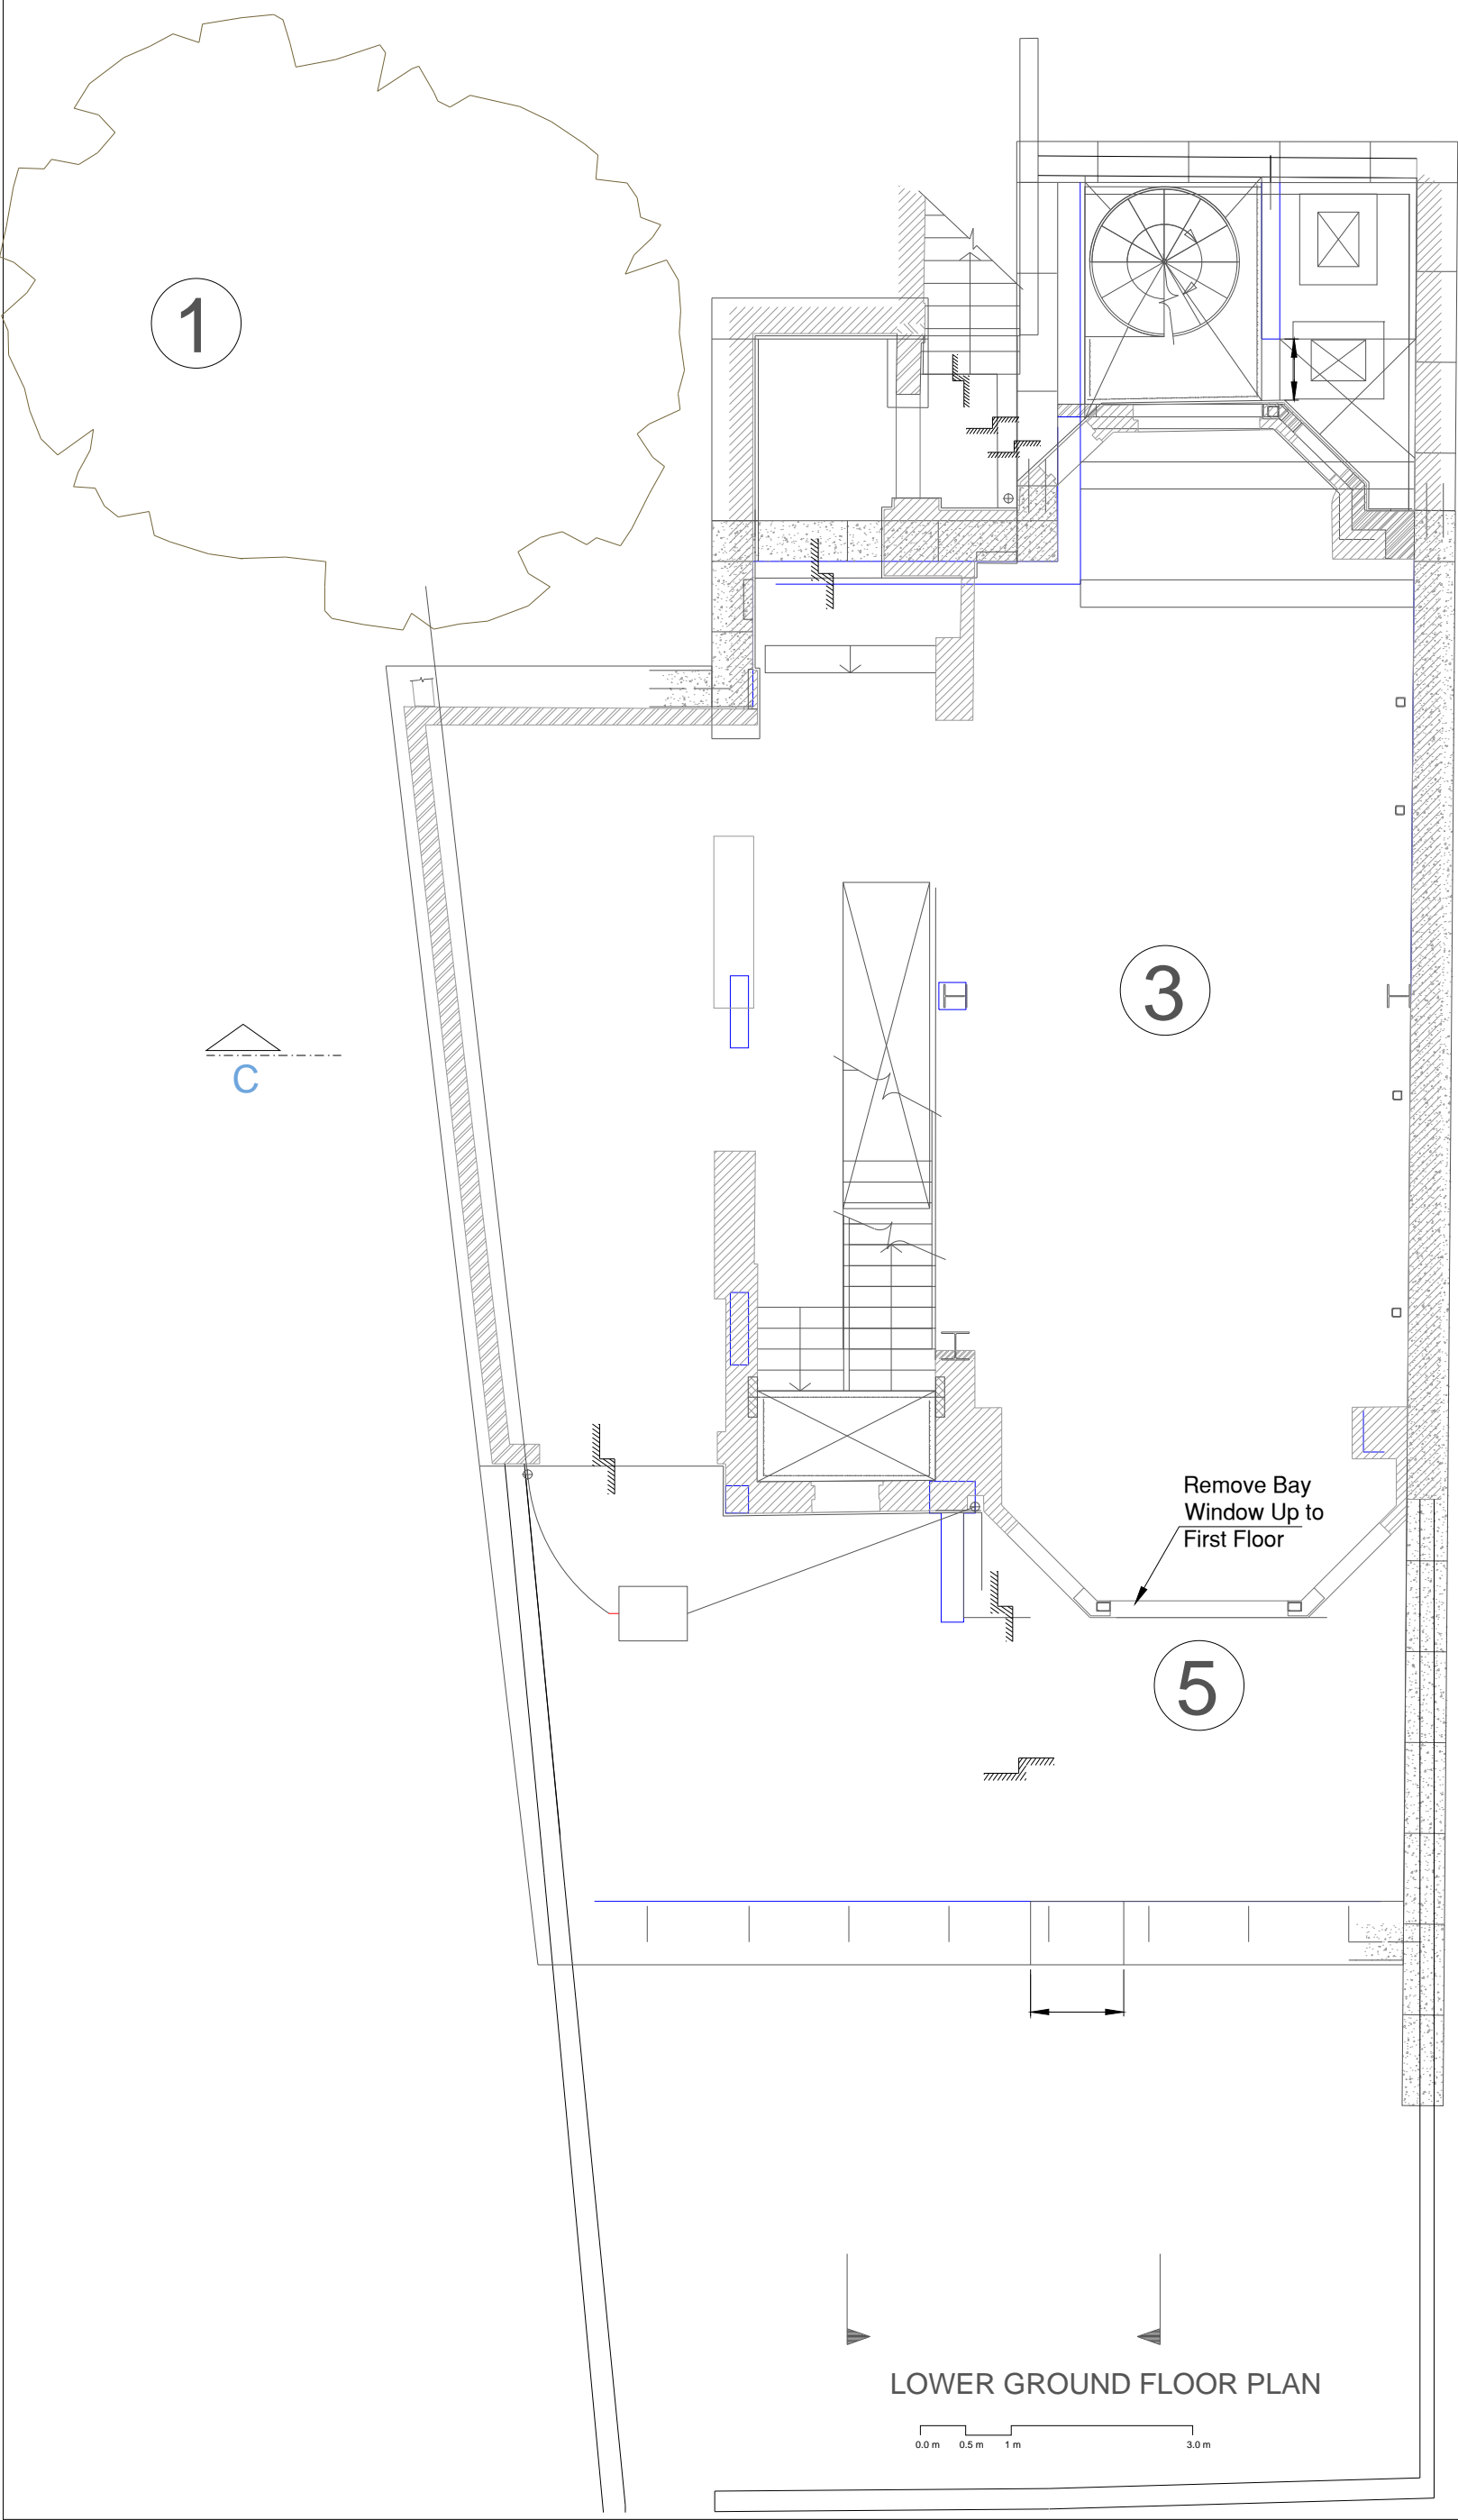 1
3
C
Remove Bay
Window Up to
First Floor
5
LOWER GROUND FLOOR PLAN
0.0 m 0.5 m 1 m 3.0 m